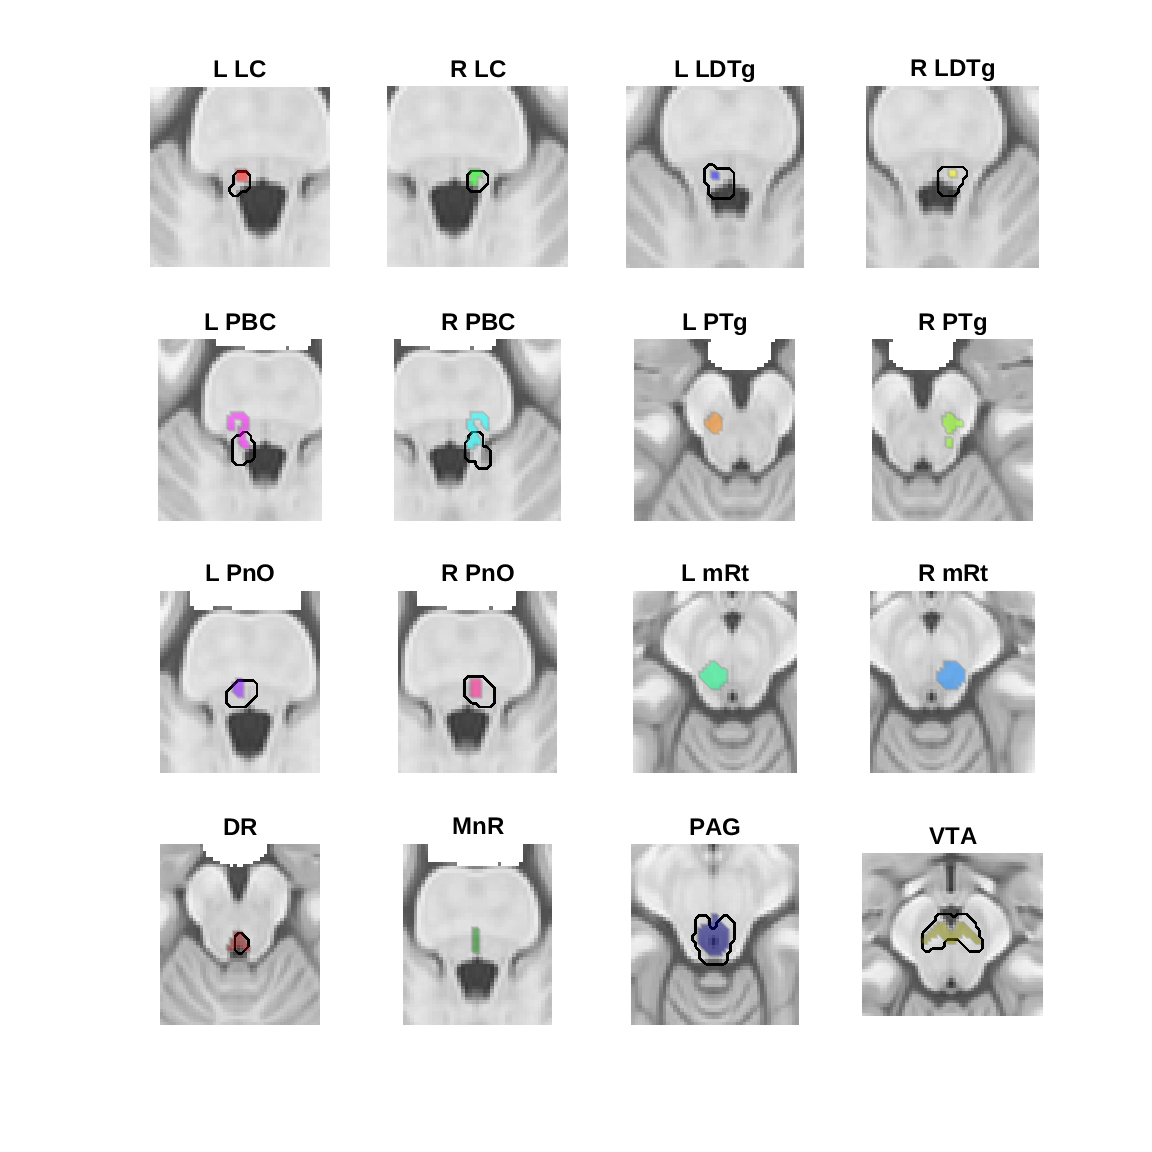 L LC R LC L LDTg R LDTg
L PBC R PBC L PTg R PTg
L PnO R PnO L mRt R mRt
DR MnR PAG VTA